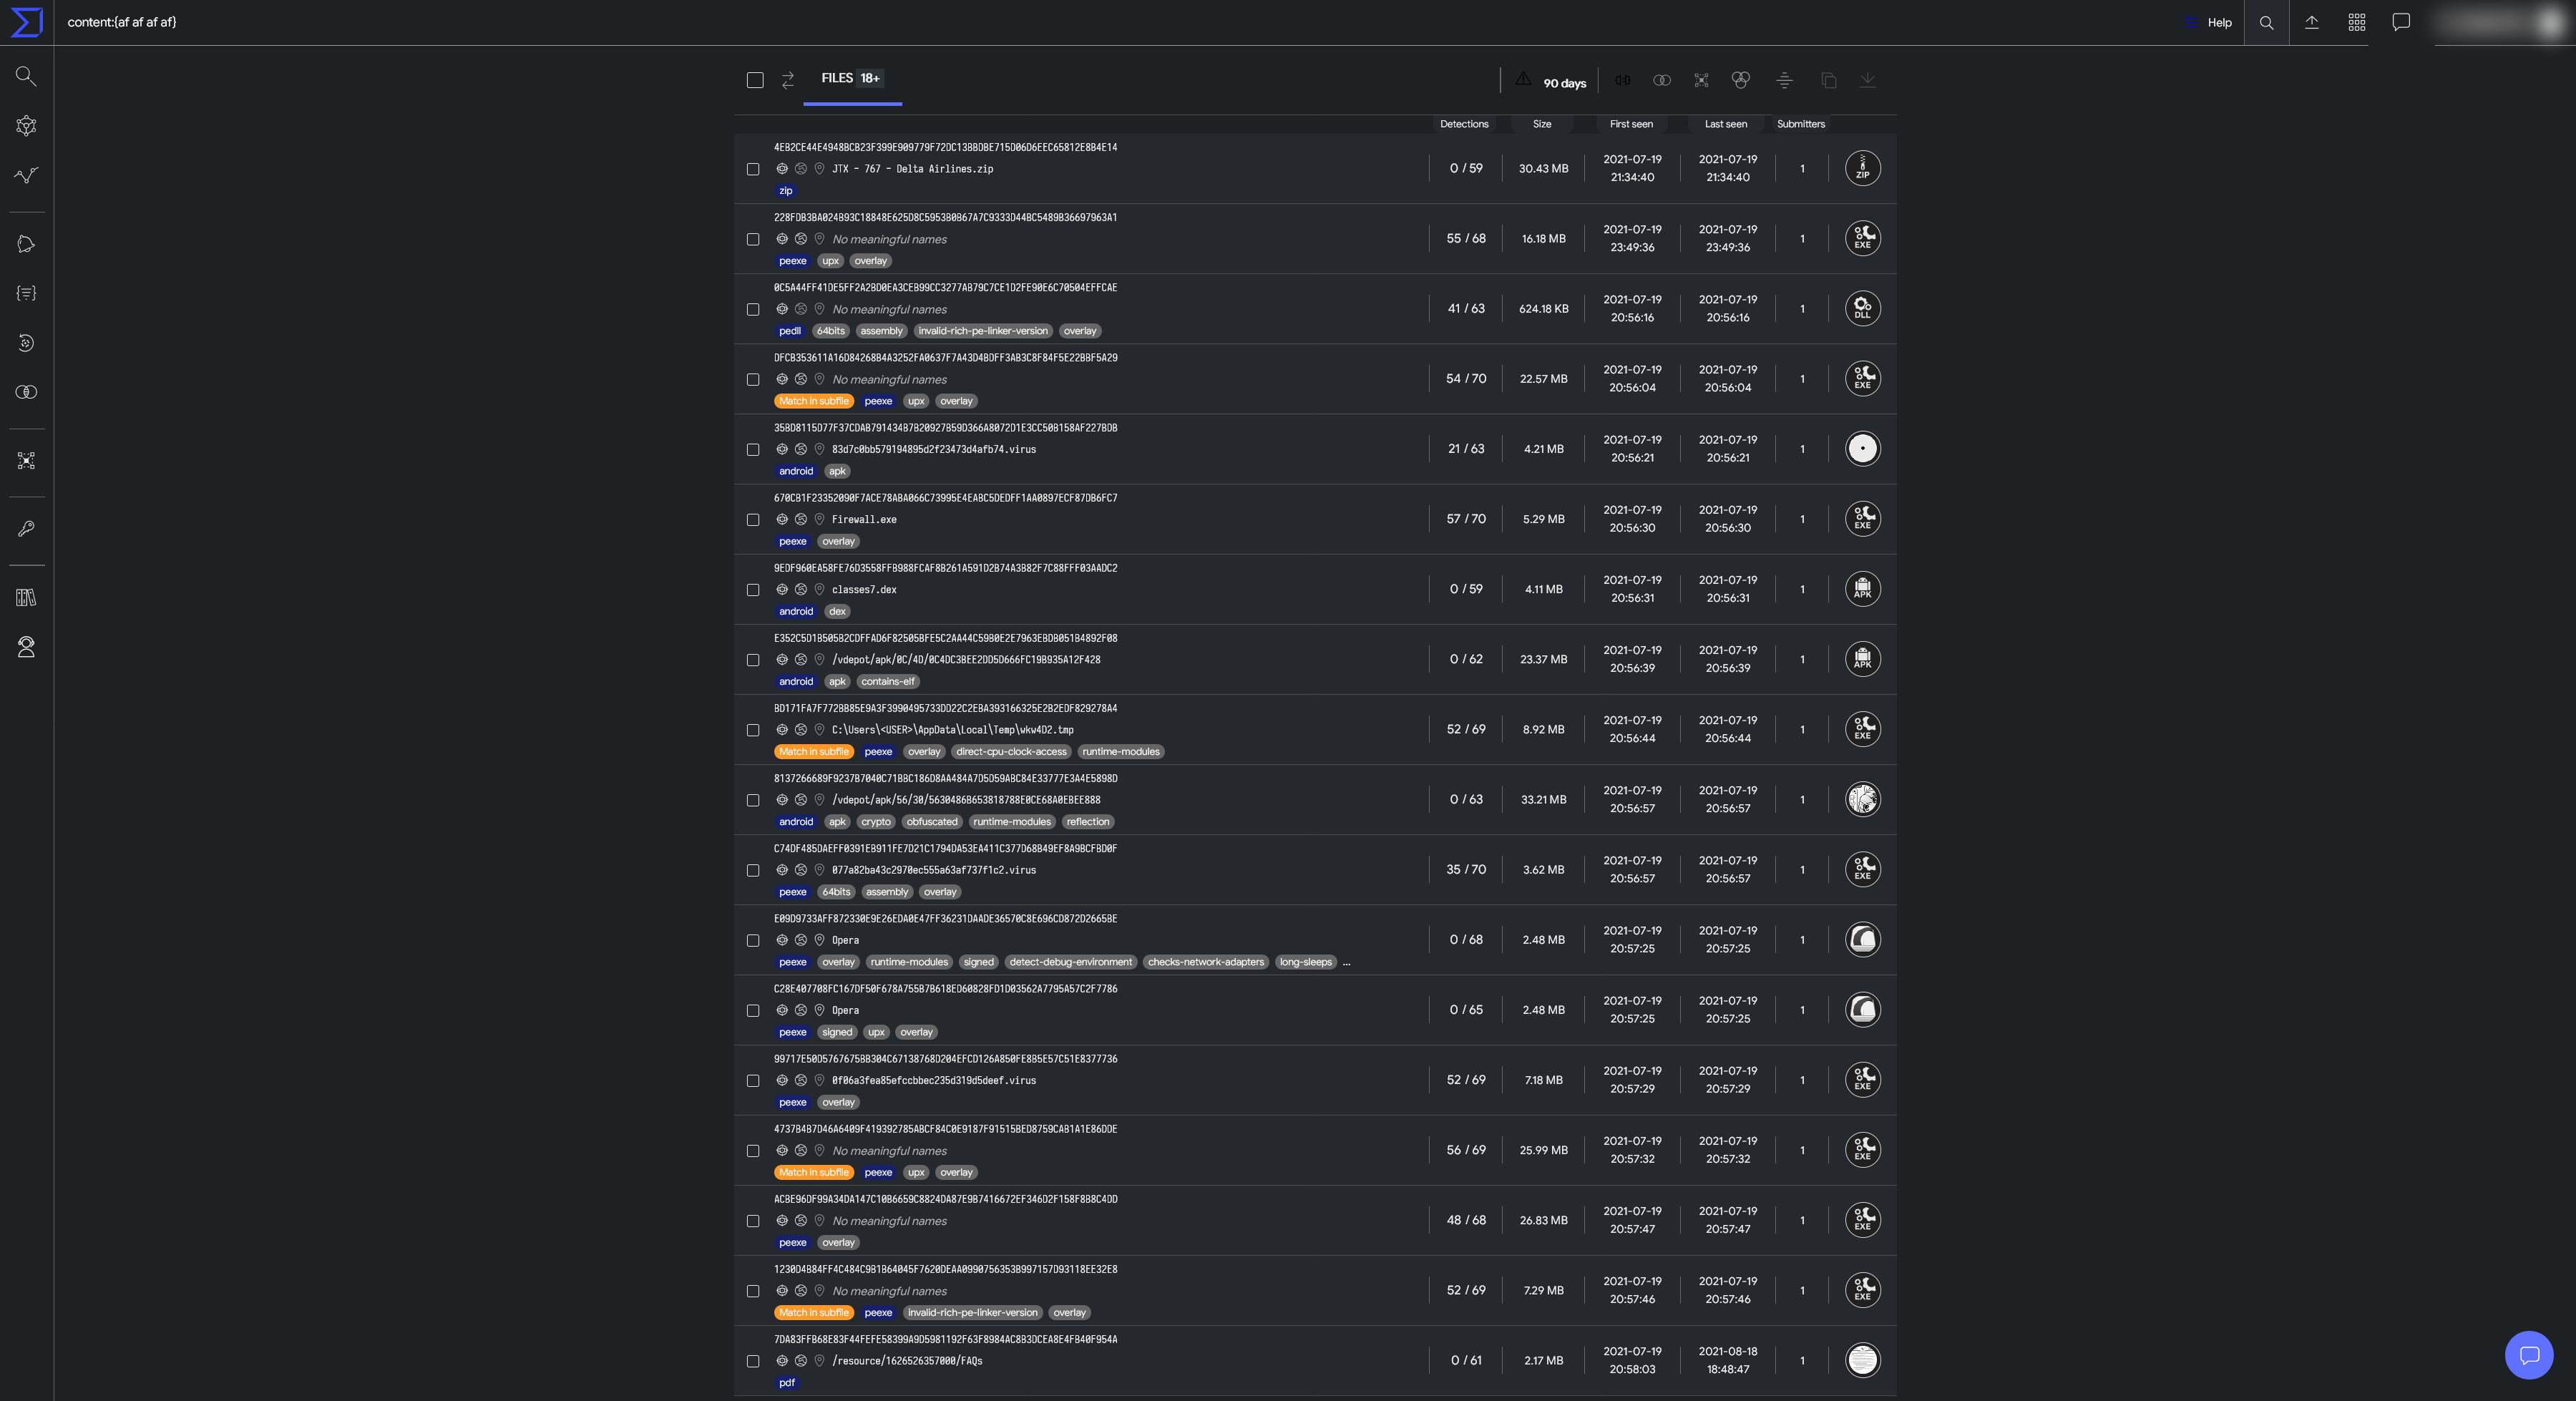 content:{af af af af}
Help
FILES 18+
90 days
Detections Size First seen Last seen Submitters
4EB2CE44E4948BCB23F399E909779F72DC13BBDBE715D06D6EEC65812E8B4E14
JTX - 767 - Delta Airlines.zip
zip
0 / 59 30.43 MB 2021-07-19 21:34:40 2021-07-19 21:34:40 1 ZIP
228FDB3BA024B93C18848E625D8C5953B0B67A7C9333D44BC5489B36697963A1
No meaningful names
peexe upx overlay
55 / 68 16.18 MB 2021-07-19 23:49:36 2021-07-19 23:49:36 1 EXE
0C5A44FF41DE5FF2A2BD0EA3CEB99CC3277AB79C7CE1D2FE90E6C70504EFFCAE
No meaningful names
pedll 64bits assembly invalid-rich-pe-linker-version overlay
41 / 63 624.18 KB 2021-07-19 20:56:16 2021-07-19 20:56:16 1 DLL
DFCB353611A16D84268B4A3252FA0637F7A43D4BDFF3AB3C8F84F5E22BBF5A29
No meaningful names
Match in subfile peexe upx overlay
54 / 70 22.57 MB 2021-07-19 20:56:04 2021-07-19 20:56:04 1 EXE
35BD8115D77F37CDAB791434B7B20927B59D366A8072D1E3CC50B158AF227BDB
83d7c0bb579194895d2f23473d4afb74.virus
android apk
21 / 63 4.21 MB 2021-07-19 20:56:21 2021-07-19 20:56:21 1
670CB1F23352090F7ACE78ABA066C73995E4EABC5DEDFF1AA0897ECF87DB6FC7
Firewall.exe
peexe overlay
57 / 70 5.29 MB 2021-07-19 20:56:30 2021-07-19 20:56:30 1 EXE
9EDF960EA58FE76D3558FFB988FCAF8B261A591D2B74A3B82F7C88FFF03AADC2
classes7.dex
android dex
0 / 59 4.11 MB 2021-07-19 20:56:31 2021-07-19 20:56:31 1 APK
E352C5D1B505B2CDFFAD6F82505BFE5C2AA44C59B0E2E7963EBDB051B4892F08
/vdepot/apk/0C/4D/0C4DC3BEE2DD5D666FC19B935A12F428
android apk contains-elf
0 / 62 23.37 MB 2021-07-19 20:56:39 2021-07-19 20:56:39 1 APK
BD171FA7F772BB85E9A3F3990495733DD22C2EBA393166325E2B2EDF829278A4
C:\Users\<USER>\AppData\Local\Temp\wkw4D2.tmp
Match in subfile peexe overlay direct-cpu-clock-access runtime-modules
52 / 69 8.92 MB 2021-07-19 20:56:44 2021-07-19 20:56:44 1 EXE
8137266689F9237B7040C71BBC186D8AA484A7D5D59ABC84E33777E3A4E5898D
/vdepot/apk/56/30/5630486B653818788E0CE68A0EBEE888
android apk crypto obfuscated runtime-modules reflection
0 / 63 33.21 MB 2021-07-19 20:56:57 2021-07-19 20:56:57 1
C74DF485DAEFF0391EB911FE7D21C1794DA53EA411C377D68B49EF8A9BCFBD0F
077a82ba43c2970ec555a63af737f1c2.virus
peexe 64bits assembly overlay
35 / 70 3.62 MB 2021-07-19 20:56:57 2021-07-19 20:56:57 1 EXE
E09D9733AFF872330E9E26EDA0E47FF36231DAADE36570C8E696CD872D2665BE
Opera
peexe overlay runtime-modules signed detect-debug-environment checks-network-adapters long-sleeps ...
0 / 68 2.48 MB 2021-07-19 20:57:25 2021-07-19 20:57:25 1
C28E407708FC167DF50F678A755B7B618ED60828FD1D03562A7795A57C2F7786
Opera
peexe signed upx overlay
0 / 65 2.48 MB 2021-07-19 20:57:25 2021-07-19 20:57:25 1
99717E50D5767675BB304C67138768D204EFCD126A850FE8B5E57C51E8377736
0f06a3fea85efccbbec235d319d5deef.virus
peexe overlay
52 / 69 7.18 MB 2021-07-19 20:57:29 2021-07-19 20:57:29 1 EXE
4737B4B7D46A6409F419392785ABCF84C0E9187F91515BED8759CAB1A1E86DDE
No meaningful names
Match in subfile peexe upx overlay
56 / 69 25.99 MB 2021-07-19 20:57:32 2021-07-19 20:57:32 1 EXE
ACBE96DF99A34DA147C10B6659C8824DA87E9B7416672EF346D2F158F8B8C4DD
No meaningful names
peexe overlay
48 / 68 26.83 MB 2021-07-19 20:57:47 2021-07-19 20:57:47 1 EXE
1230D4B84FF4C484C9B1B64045F7620DEAA0990756353B997157D93118EE32E8
No meaningful names
Match in subfile peexe invalid-rich-pe-linker-version overlay
52 / 69 7.29 MB 2021-07-19 20:57:46 2021-07-19 20:57:46 1 EXE
7DA83FFB68E83F44FEFE58399A9D5981192F63F8984AC8B3DCEA8E4FB40F954A
/resource/1626526357000/FAQs
pdf
0 / 61 2.17 MB 2021-07-19 20:58:03 2021-08-18 18:48:47 1